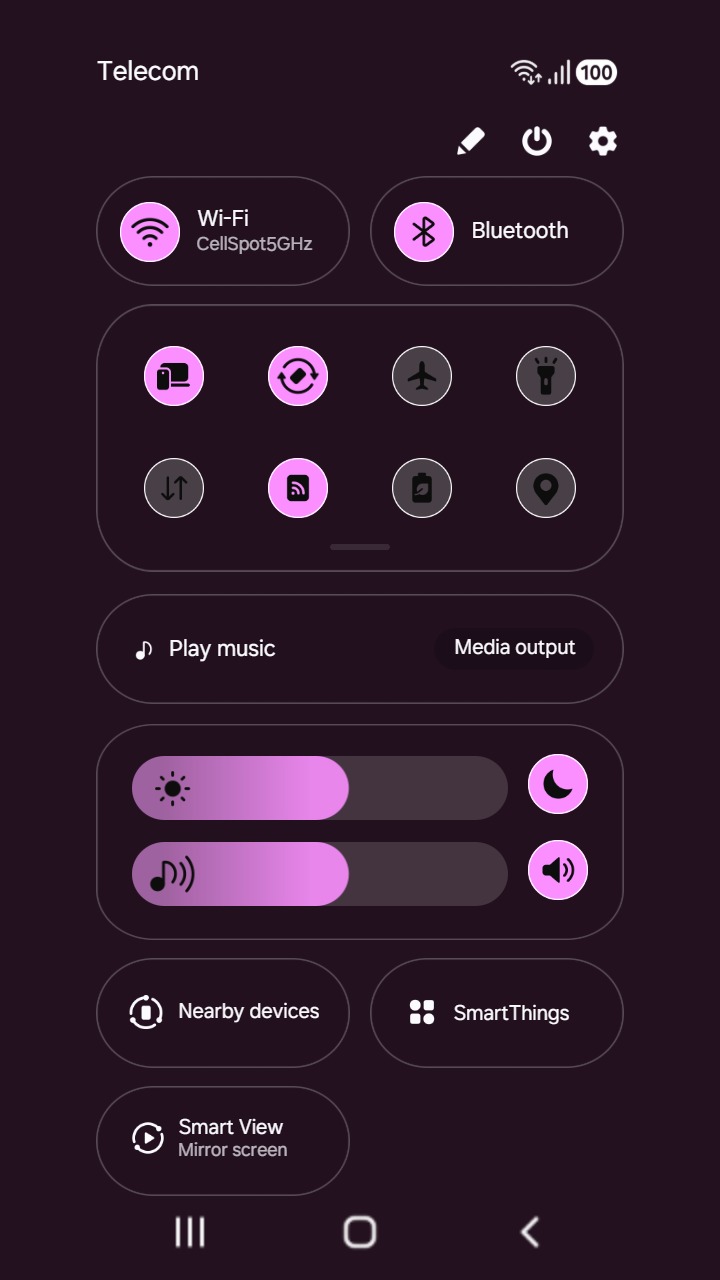 Telecom
100
Wi-Fi
CellSpot5GHz
Bluetooth
Play music
Media output
Nearby devices
SmartThings
Smart View
Mirror screen